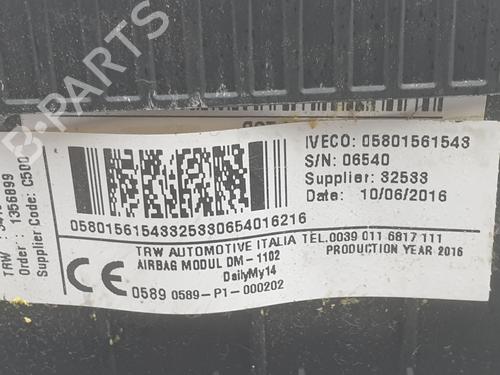 B-Parts
IVECO: 05801561543
S/N: 06540
Supplier: 32533
Date: 10/06/2016
05801561543325330654016216
TRW AUTOMOTIVE ITALIA TEL.0039 011 6817 111
AIRBAG MODUL DM-1102
PRODUCTION YEAR 2016
DailyMy14
CE 0589 0589-P1-000202
TRW :
Order : 1356899
Supplier Code: C500